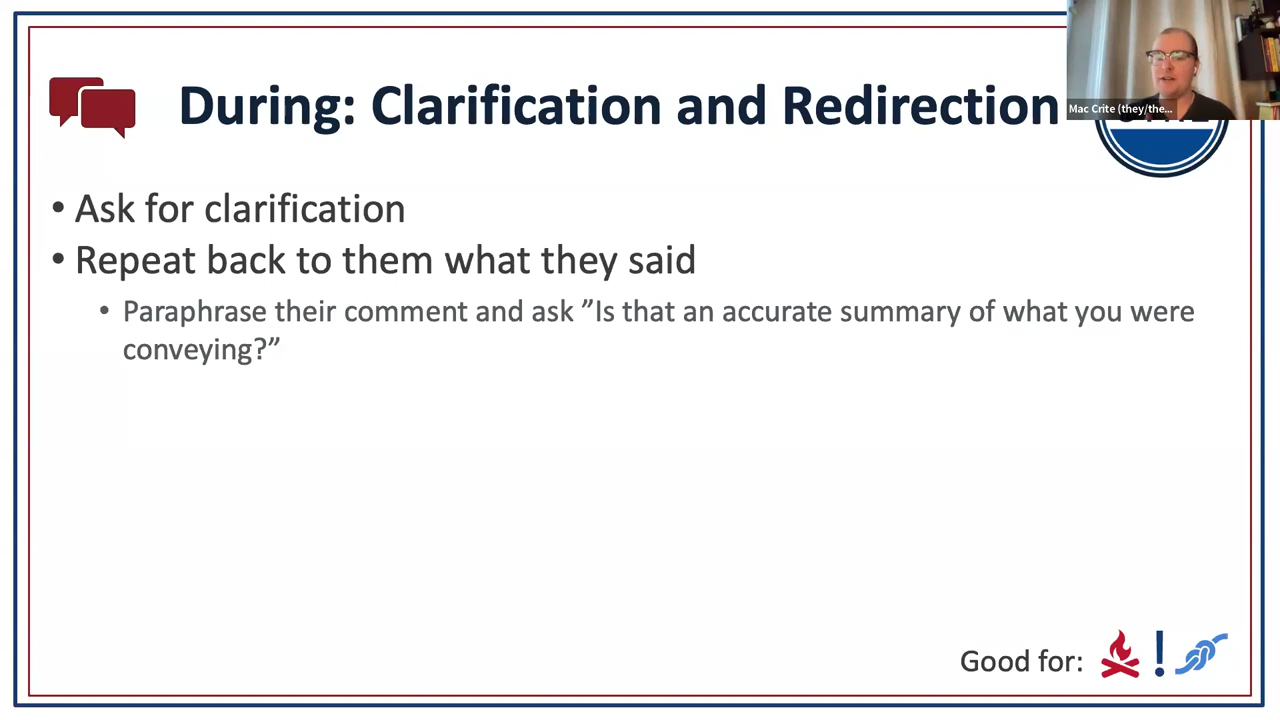 During: Clarification and Redirection
Mac Crite (they/the...
• Ask for clarification
• Repeat back to them what they said
• Paraphrase their comment and ask ”Is that an accurate summary of what you were
conveying?”
Good for: